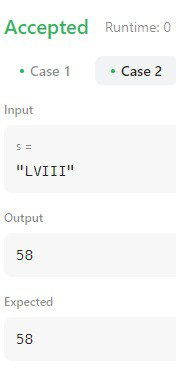 Accepted Runtime: 0
Case 1 Case 2
Input
s =
"LVIII"
Output
58
Expected
58